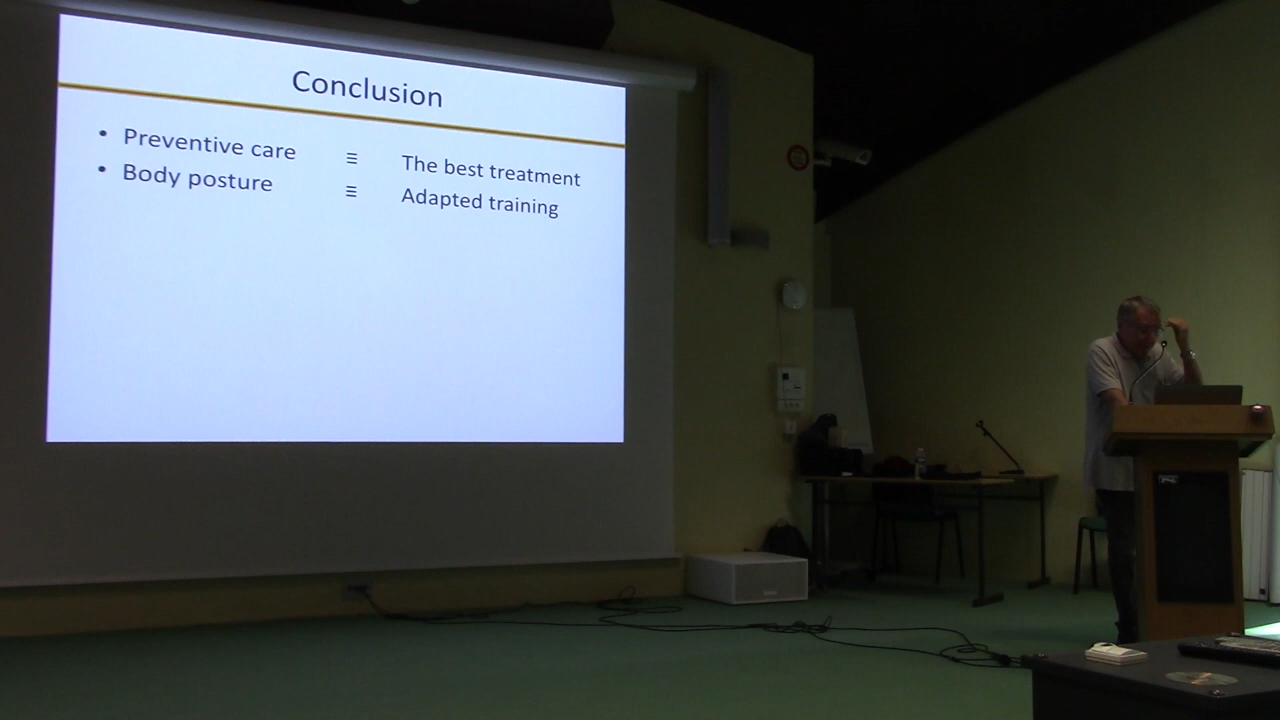 Conclusion
• Preventive care ≡ The best treatment
• Body posture ≡ Adapted training